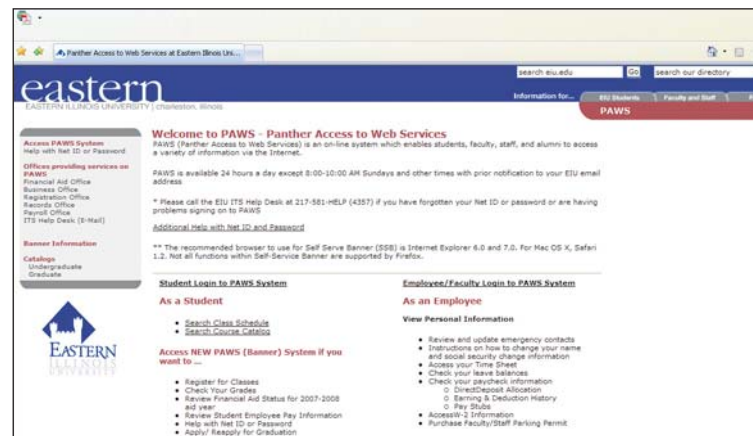 Panther Access to Web Services at Eastern Illinois Uni...
search eiu.edu Go search our directory
eastern
EASTERN ILLINOIS UNIVERSITY | charleston, illinois
Information for... EIU Students Faculty and Staff
PAWS
Access PAWS System
Help with Net ID or Password
Offices providing services on
PAWS
Financial Aid Office
Business Office
Registration Office
Records Office
Payroll Office
ITS Help Desk (E-Mail)
Banner Information
Catalogs
Undergraduate
Graduate
EASTERN
ILLINOIS
UNIVERSITY
Welcome to PAWS - Panther Access to Web Services
PAWS (Panther Access to Web Services) is an on-line system which enables students, faculty, staff, and alumni to access
a variety of information via the Internet.
PAWS is available 24 hours a day except 8:00-10:00 AM Sundays and other times with prior notification to your EIU email
address
* Please call the EIU ITS Help Desk at 217-581-HELP (4357) if you have forgotten your Net ID or password or are having
problems signing on to PAWS
Additional Help with Net ID and Password
** The recommended browser to use for Self Serve Banner (SSB) is Internet Explorer 6.0 and 7.0. For Mac OS X, Safari
1.2. Not all functions within Self-Service Banner are supported by Firefox.
Student Login to PAWS System
As a Student
Search Class Schedule
Search Course Catalog
Access NEW PAWS (Banner) System if you
want to ...
Register for Classes
Check Your Grades
Review Financial Aid Status for 2007-2008
aid year
Review Student Employee Pay Information
Help with Net ID or Password
Apply/ Reapply for Graduation
Employee/Faculty Login to PAWS System
As an Employee
View Personal Information
Review and update emergency contacts
Instructions on how to change your name
and social security change information
Access your Time Sheet
Check your leave balances
Check your paycheck information
DirectDeposit Allocation
Earning & Deduction History
Pay Stubs
AccessW-2 Information
Purchase Faculty/Staff Parking Permit